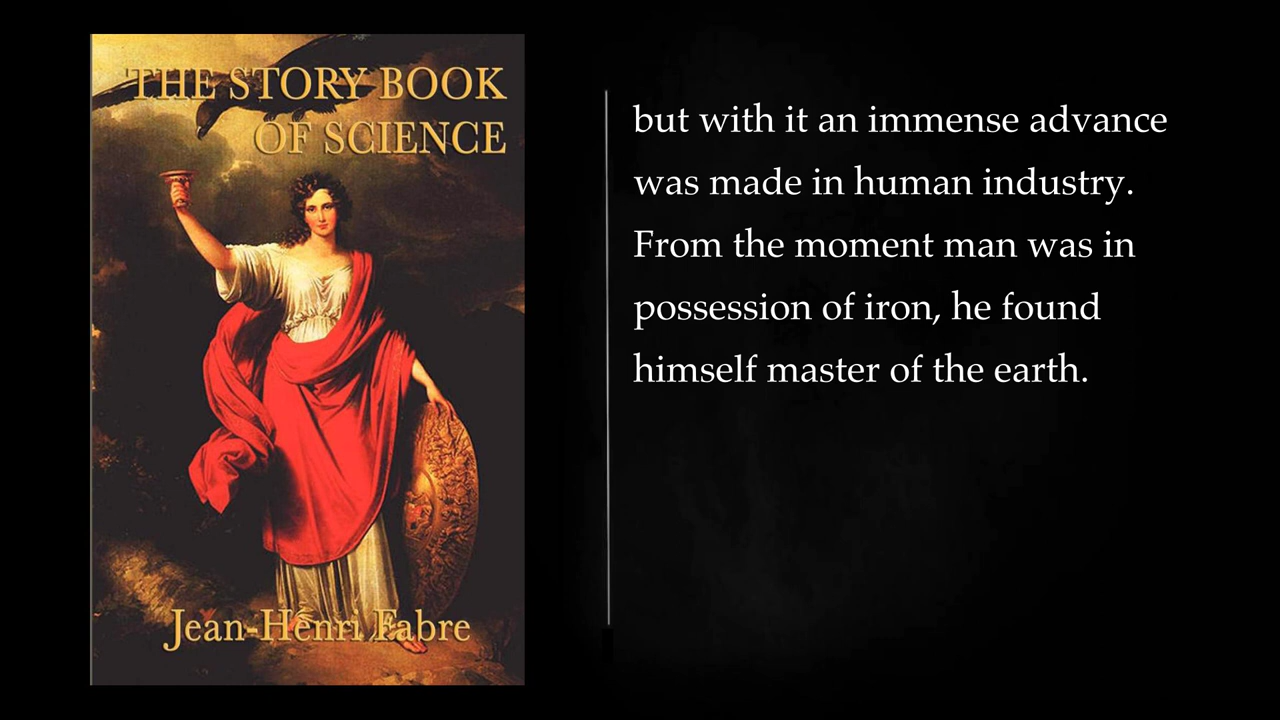 THE STORY BOOK
OF SCIENCE
Jean-Henri Fabre
but with it an immense advance
was made in human industry.
From the moment man was in
possession of iron, he found
himself master of the earth.